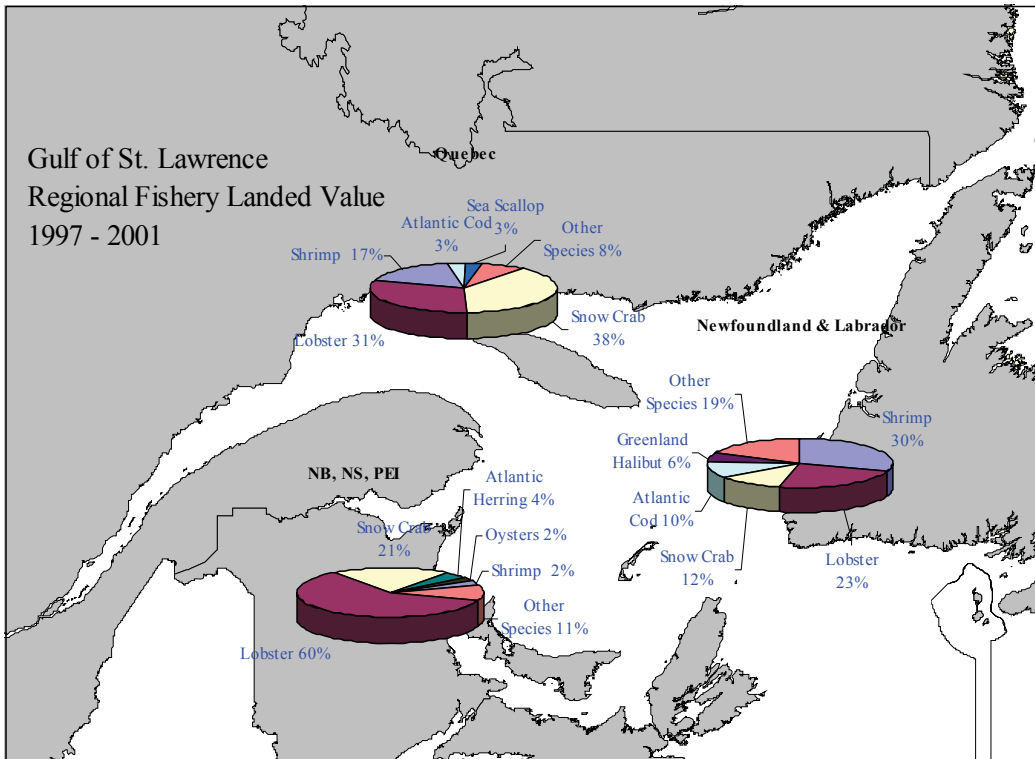 Gulf of St. Lawrence
Regional Fishery Landed Value
1997 - 2001
Quebec
Sea Scallop
3%
Atlantic Cod
3%
Other
Species 8%
Shrimp 17%
Snow Crab
38%
Lobster 31%
Newfoundland & Labrador
Other
Species 19%
Shrimp
30%
Greenland
Halibut 6%
Atlantic
Cod 10%
Snow Crab
12%
Lobster
23%
NB, NS, PEI
Atlantic
Herring 4%
Snow Crab
21%
Oysters 2%
Shrimp 2%
Other
Species 11%
Lobster 60%